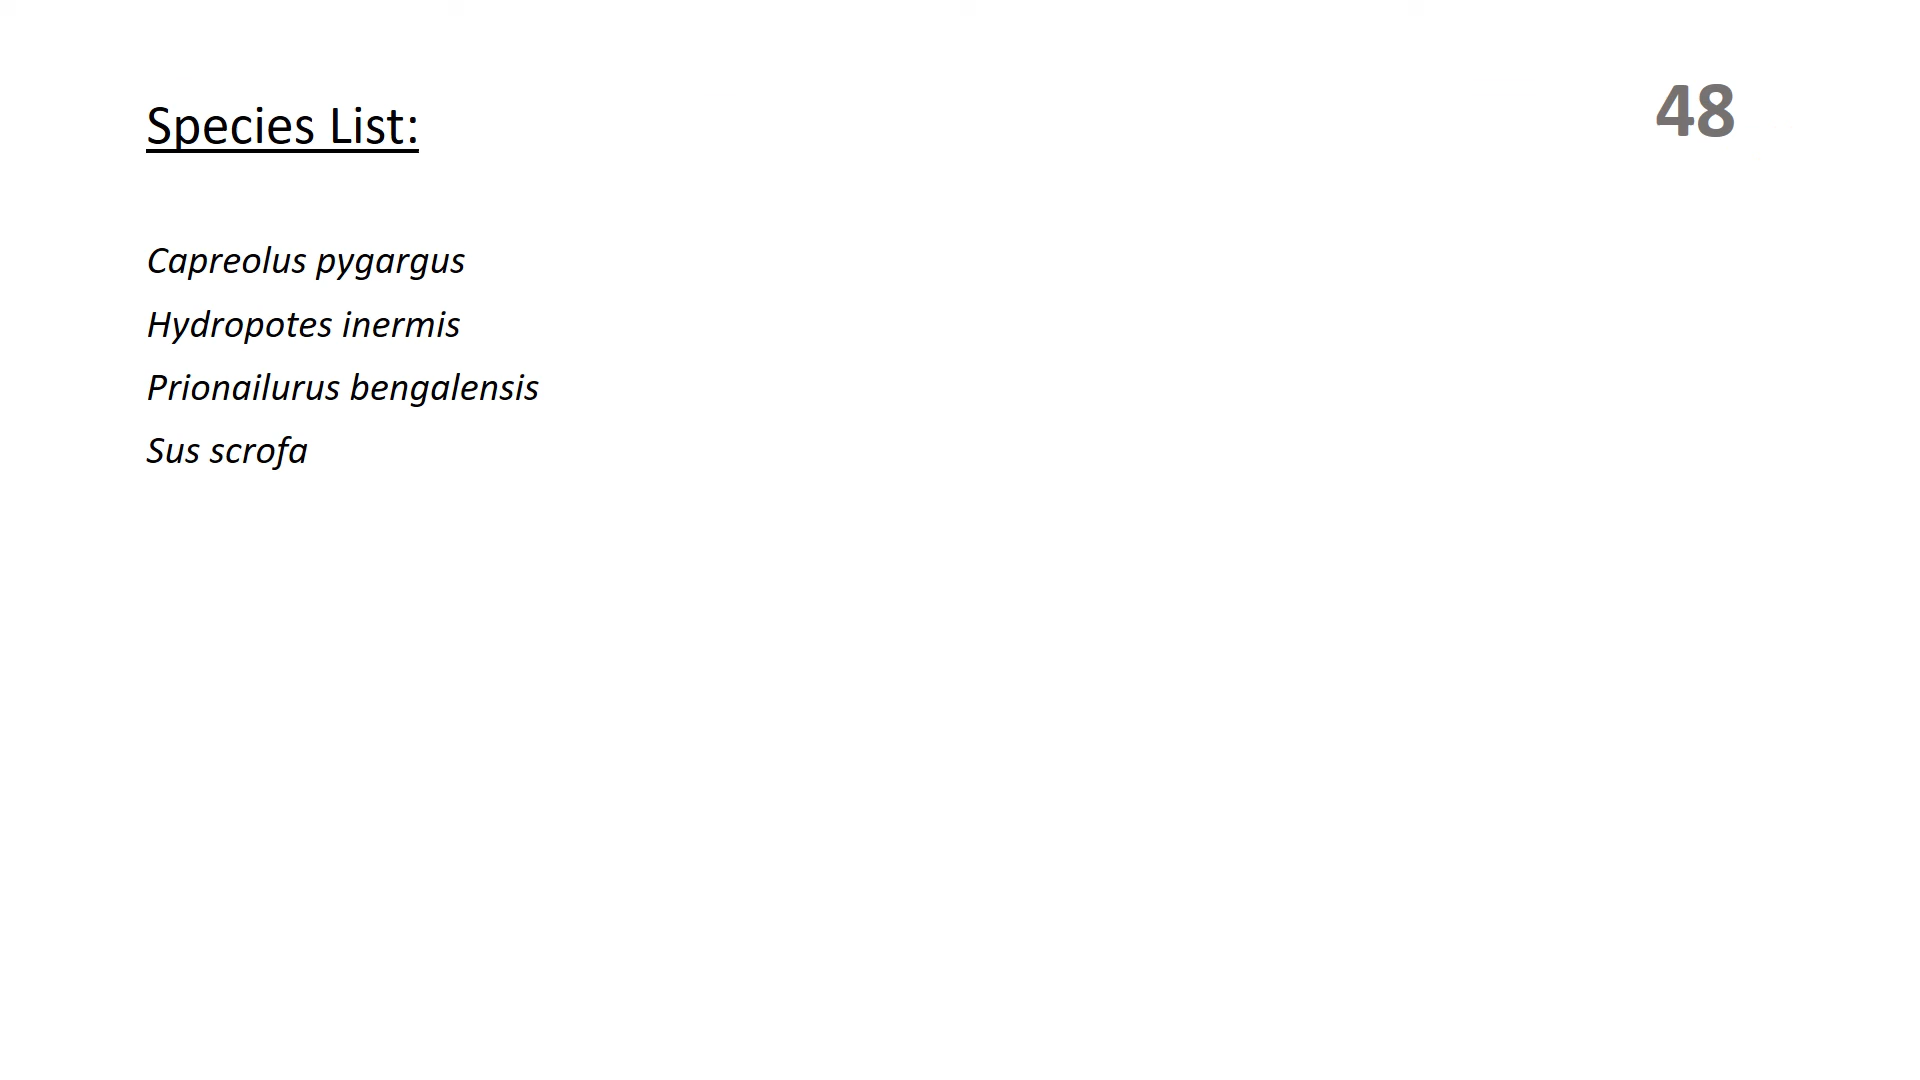 Species List:
48
Capreolus pygargus
Hydropotes inermis
Prionailurus bengalensis
Sus scrofa